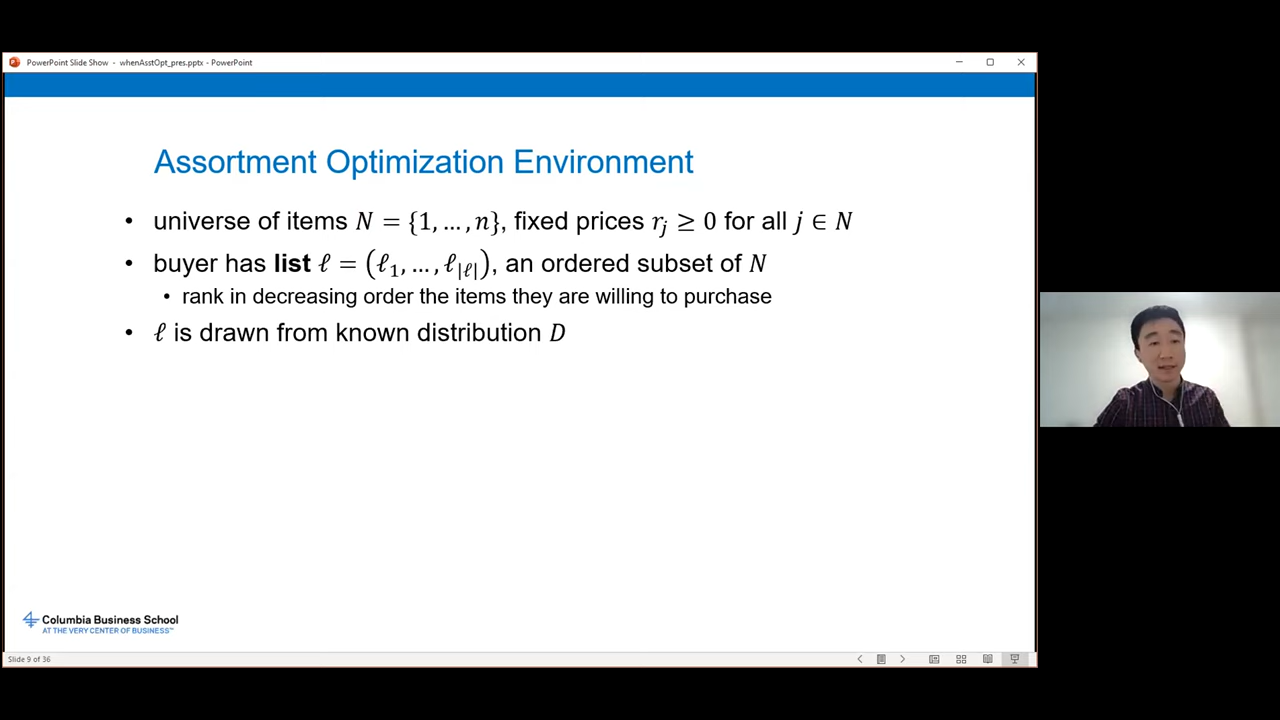 PowerPoint Slide Show - whenAsstOpt_pres.pptx - PowerPoint
Assortment Optimization Environment
• universe of items N = {1, …, n}, fixed prices r_j ≥ 0 for all j ∈ N
• buyer has list ℓ = (ℓ_1, …, ℓ_|ℓ|), an ordered subset of N
• rank in decreasing order the items they are willing to purchase
• ℓ is drawn from known distribution D
Columbia Business School
AT THE VERY CENTER OF BUSINESS™
Slide 9 of 36